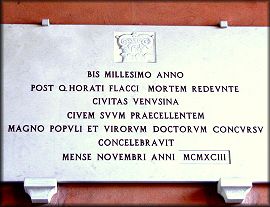 BIS MILLESIMO ANNO
POST Q.HORATI FLACCI MORTEM REDEVNTE
CIVITAS VENVSINA
CIVEM SVVM PRAECELLENTEM
MAGNO POPVLI ET VIRORVM DOCTORVM CONCVRSV
CONCELEBRAVIT
MENSE NOVEMBRI ANNI MCMXCIII